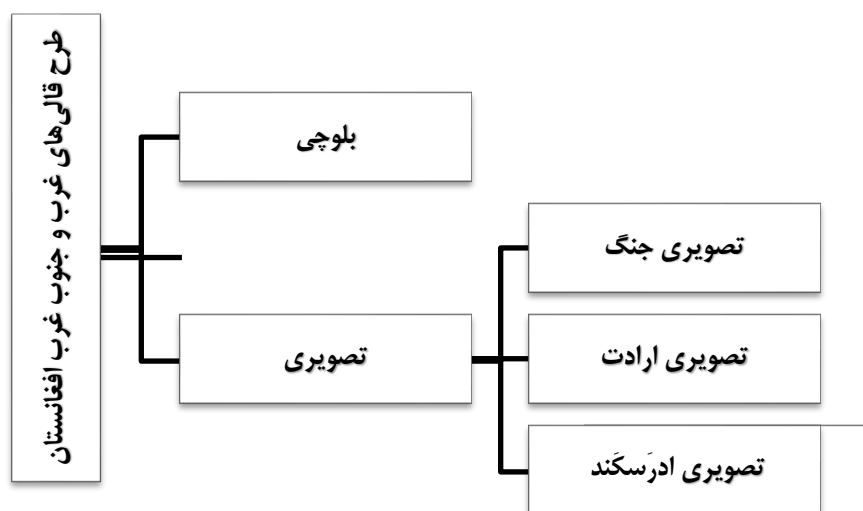 طرح قالی‌های غرب و جنوب غرب افغانستان
بلوچی
تصویری
تصویری جنگ
تصویری ارادت
تصویری ادرَسکَند